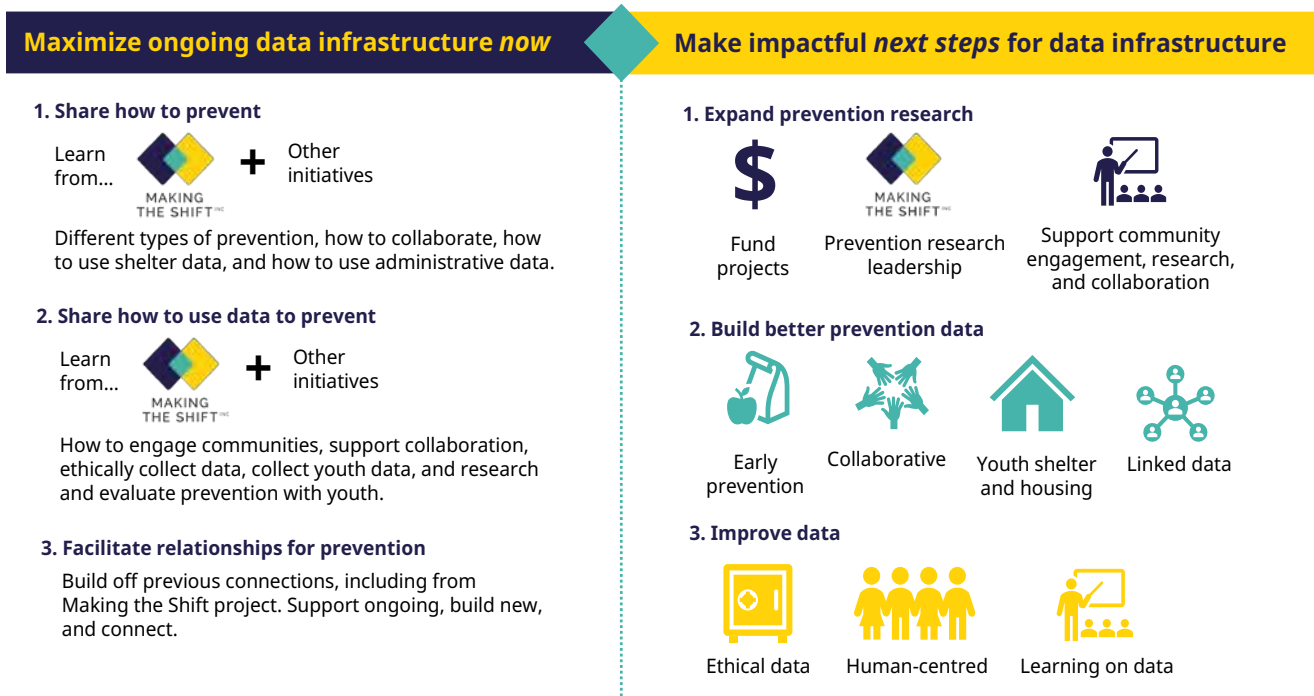 Maximize ongoing data infrastructure now
1. Share how to prevent
Learn
from...
MAKING
THE SHIFT INC
+
Other
initiatives
Different types of prevention, how to collaborate, how
to use shelter data, and how to use administrative data.
2. Share how to use data to prevent
Learn
from...
MAKING
THE SHIFT INC
+
Other
initiatives
How to engage communities, support collaboration,
ethically collect data, collect youth data, and research
and evaluate prevention with youth.
3. Facilitate relationships for prevention
Build off previous connections, including from
Making the Shift project. Support ongoing, build new,
and connect.
Make impactful next steps for data infrastructure
1. Expand prevention research
$
Fund
projects
MAKING
THE SHIFT INC
Prevention research
leadership
Support community
engagement, research,
and collaboration
2. Build better prevention data
Early
prevention
Collaborative
Youth shelter
and housing
Linked data
3. Improve data
Ethical data
Human-centred
Learning on data